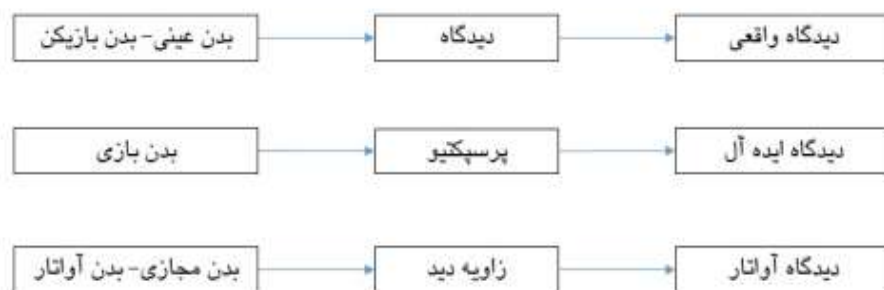 بدن عینی- بدن بازیکن
دیدگاه
دیدگاه واقعی
بدن بازی
پرسپکتیو
دیدگاه ایده آل
بدن مجازی- بدن آواتار
زاویه دید
دیدگاه آواتار